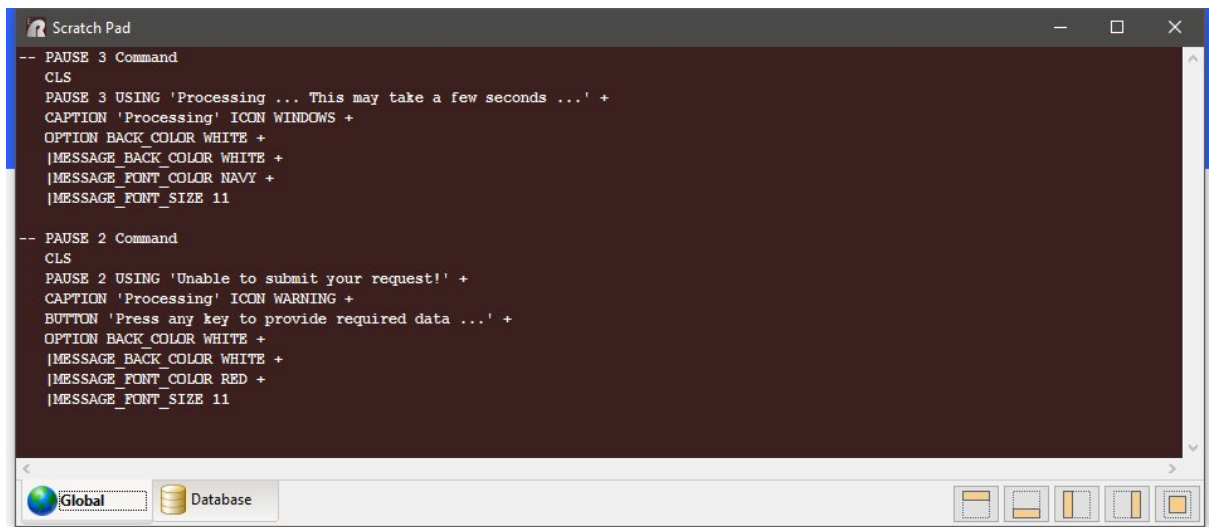 Scratch Pad
-- PAUSE 3 Command
CLS
PAUSE 3 USING 'Processing ... This may take a few seconds ...' +
CAPTION 'Processing' ICON WINDOWS +
OPTION BACK_COLOR WHITE +
|MESSAGE_BACK_COLOR WHITE +
|MESSAGE_FONT_COLOR NAVY +
|MESSAGE_FONT_SIZE 11
-- PAUSE 2 Command
CLS
PAUSE 2 USING 'Unable to submit your request!' +
CAPTION 'Processing' ICON WARNING +
BUTTON 'Press any key to provide required data ...' +
OPTION BACK_COLOR WHITE +
|MESSAGE_BACK_COLOR WHITE +
|MESSAGE_FONT_COLOR RED +
|MESSAGE_FONT_SIZE 11
Global Database